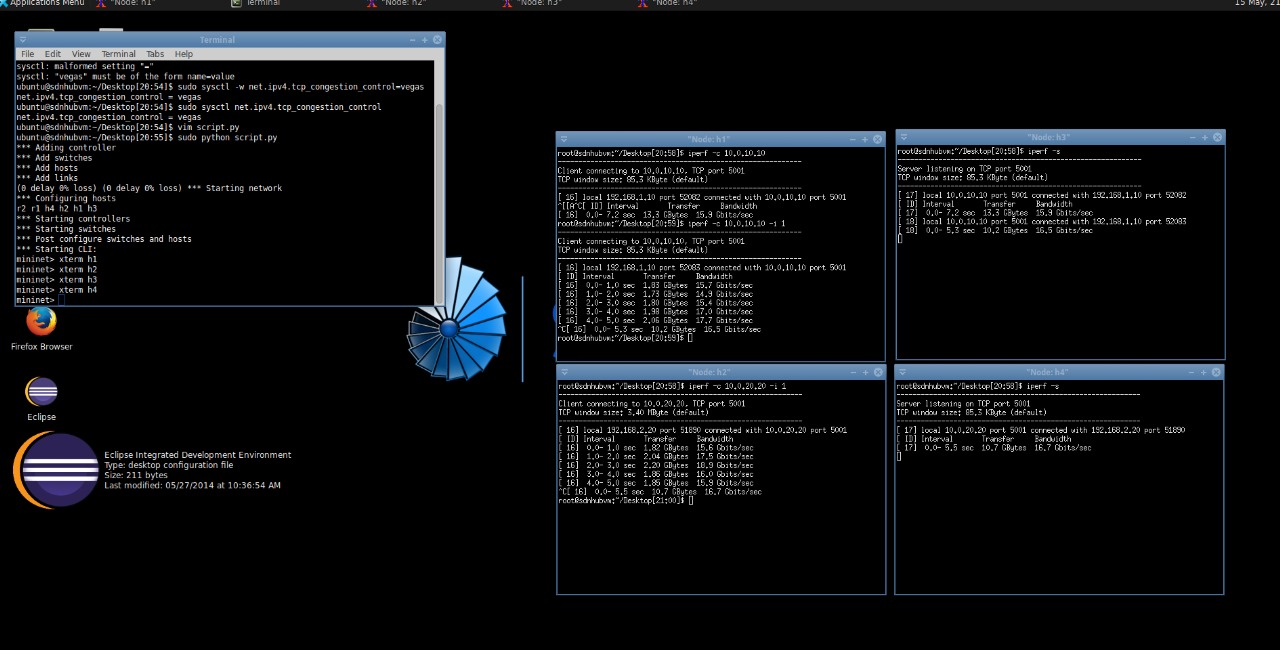 Applications Menu
"Node: h1"
Terminal
"Node: h2"
"Node: h3"
"Node: h4"
15 May, 21
Terminal
File Edit View Terminal Tabs Help
sysctl: malformed setting "="
sysctl: "vegas" must be of the form name=value
ubuntu@sdnhubvm:~/Desktop[20:54]$ sudo sysctl -w net.ipv4.tcp_congestion_control=vegas
net.ipv4.tcp_congestion_control = vegas
ubuntu@sdnhubvm:~/Desktop[20:54]$ sudo sysctl net.ipv4.tcp_congestion_control
net.ipv4.tcp_congestion_control = vegas
ubuntu@sdnhubvm:~/Desktop[20:54]$ vim script.py
ubuntu@sdnhubvm:~/Desktop[20:55]$ sudo python script.py
*** Adding controller
*** Add switches
*** Add hosts
*** Add links
(0 delay 0% loss) (0 delay 0% loss) *** Starting network
*** Configuring hosts
r2 r1 h4 h2 h1 h3
*** Starting controllers
*** Starting switches
*** Post configure switches and hosts
*** Starting CLI:
mininet> xterm h1
mininet> xterm h2
mininet> xterm h3
mininet> xterm h4
mininet>
Firefox Browser
Eclipse
Eclipse Integrated Development Environment
Type: desktop configuration file
Size: 211 bytes
Last modified: 05/27/2014 at 10:36:54 AM
"Node: h1"
root@sdnhubvm:~/Desktop[20:58]$ iperf -c 10.0.10.10
------------------------------------------------------------
Client connecting to 10.0.10.10, TCP port 5001
TCP window size: 85.3 KByte (default)
------------------------------------------------------------
[ 16] local 192.168.1.10 port 52082 connected with 10.0.10.10 port 5001
^[[A^C[ ID] Interval Transfer Bandwidth
[ 16] 0.0- 7.2 sec 13.3 GBytes 15.9 Gbits/sec
root@sdnhubvm:~/Desktop[20:59]$ iperf -c 10.0.10.10 -i 1
------------------------------------------------------------
Client connecting to 10.0.10.10, TCP port 5001
TCP window size: 85.3 KByte (default)
------------------------------------------------------------
[ 16] local 192.168.1.10 port 52083 connected with 10.0.10.10 port 5001
[ ID] Interval Transfer Bandwidth
[ 16] 0.0- 1.0 sec 1.83 GBytes 15.7 Gbits/sec
[ 16] 1.0- 2.0 sec 1.73 GBytes 14.9 Gbits/sec
[ 16] 2.0- 3.0 sec 1.80 GBytes 15.4 Gbits/sec
[ 16] 3.0- 4.0 sec 1.98 GBytes 17.0 Gbits/sec
[ 16] 4.0- 5.0 sec 2.06 GBytes 17.7 Gbits/sec
^C[ 16] 0.0- 5.3 sec 10.2 GBytes 16.5 Gbits/sec
root@sdnhubvm:~/Desktop[20:59]$
"Node: h3"
root@sdnhubvm:~/Desktop[20:58]$ iperf -s
------------------------------------------------------------
Server listening on TCP port 5001
TCP window size: 85.3 KByte (default)
------------------------------------------------------------
[ 17] local 10.0.10.10 port 5001 connected with 192.168.1.10 port 52082
[ ID] Interval Transfer Bandwidth
[ 17] 0.0- 7.2 sec 13.3 GBytes 15.9 Gbits/sec
[ 18] local 10.0.10.10 port 5001 connected with 192.168.1.10 port 52083
[ 18] 0.0- 5.3 sec 10.2 GBytes 16.5 Gbits/sec
"Node: h2"
root@sdnhubvm:~/Desktop[20:58]$ iperf -c 10.0.20.20 -i 1
------------------------------------------------------------
Client connecting to 10.0.20.20, TCP port 5001
TCP window size: 3.40 MByte (default)
------------------------------------------------------------
[ 16] local 192.168.2.20 port 51890 connected with 10.0.20.20 port 5001
[ ID] Interval Transfer Bandwidth
[ 16] 0.0- 1.0 sec 1.82 GBytes 15.6 Gbits/sec
[ 16] 1.0- 2.0 sec 2.04 GBytes 17.5 Gbits/sec
[ 16] 2.0- 3.0 sec 2.20 GBytes 18.9 Gbits/sec
[ 16] 3.0- 4.0 sec 1.86 GBytes 16.0 Gbits/sec
[ 16] 4.0- 5.0 sec 1.85 GBytes 15.9 Gbits/sec
^C[ 16] 0.0- 5.5 sec 10.7 GBytes 16.7 Gbits/sec
root@sdnhubvm:~/Desktop[21:00]$
"Node: h4"
root@sdnhubvm:~/Desktop[20:58]$ iperf -s
------------------------------------------------------------
Server listening on TCP port 5001
TCP window size: 85.3 KByte (default)
------------------------------------------------------------
[ 17] local 10.0.20.20 port 5001 connected with 192.168.2.20 port 51890
[ ID] Interval Transfer Bandwidth
[ 17] 0.0- 5.5 sec 10.7 GBytes 16.7 Gbits/sec